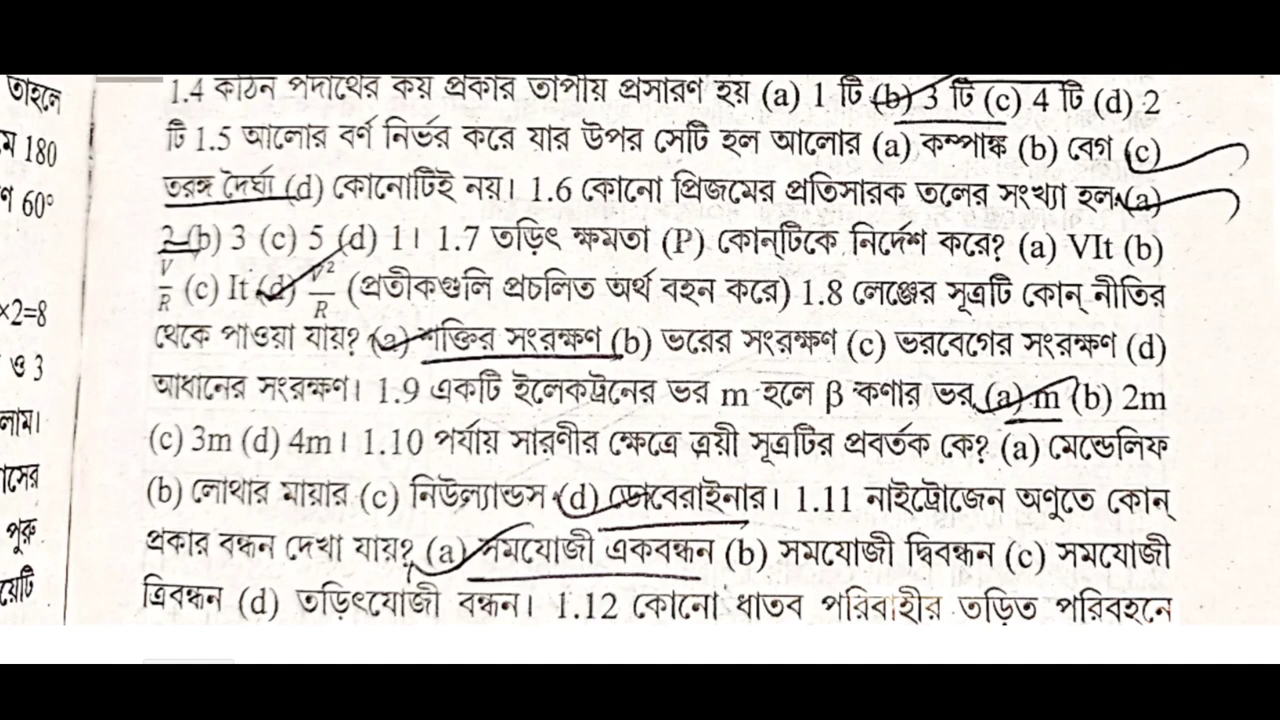 তাহলে
180
60°
×2=8
ও 3
লাম।
সের
পুরু
য়েটি
1.4 কঠিন পদার্থের কয় প্রকার তাপীয় প্রসারণ হয় (a) 1 টি (b) 3 টি (c) 4 টি (d) 2
টি 1.5 আলোর বর্ণ নির্ভর করে যার উপর সেটি হল আলোর (a) কম্পাঙ্ক (b) বেগ (c)
তরঙ্গ দৈর্ঘ্য (d) কোনোটিই নয়। 1.6 কোনো প্রিজমের প্রতিসারক তলের সংখ্যা হল (a)
2 (b) 3 (c) 5 (d) 1। 1.7 তড়িৎ ক্ষমতা (P) কোন্‌টিকে নির্দেশ করে? (a) VIt (b)
V/R (c) It (d) V²/R (প্রতীকগুলি প্রচলিত অর্থ বহন করে) 1.8 লেঞ্জের সূত্রটি কোন্ নীতির
থেকে পাওয়া যায়? (a) শক্তির সংরক্ষণ (b) ভরের সংরক্ষণ (c) ভরবেগের সংরক্ষণ (d)
আধানের সংরক্ষণ। 1.9 একটি ইলেকট্রনের ভর m হলে β কণার ভর (a) m (b) 2m
(c) 3m (d) 4m। 1.10 পর্যায় সারণীর ক্ষেত্রে ত্রয়ী সূত্রটির প্রবর্তক কে? (a) মেন্ডেলিফ
(b) লোথার মায়ার (c) নিউল্যান্ডস (d) ডোবেরাইনার। 1.11 নাইট্রোজেন অণুতে কোন্
প্রকার বন্ধন দেখা যায়? (a) সমযোজী একবন্ধন (b) সমযোজী দ্বিবন্ধন (c) সমযোজী
ত্রিবন্ধন (d) তড়িৎযোজী বন্ধন। 1.12 কোনো ধাতব পরিবাহীর তড়িত পরিবহনে